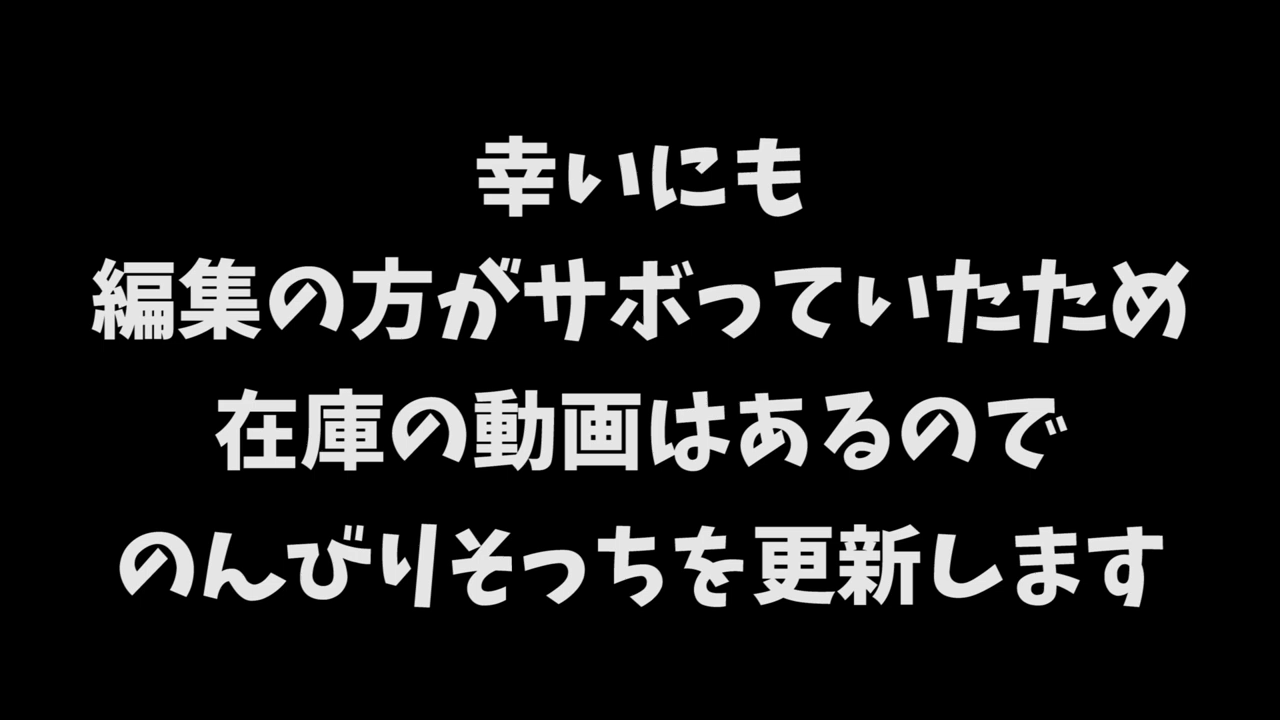 幸いにも
編集の方がサボっていたため
在庫の動画はあるので
のんびりそっちを更新します